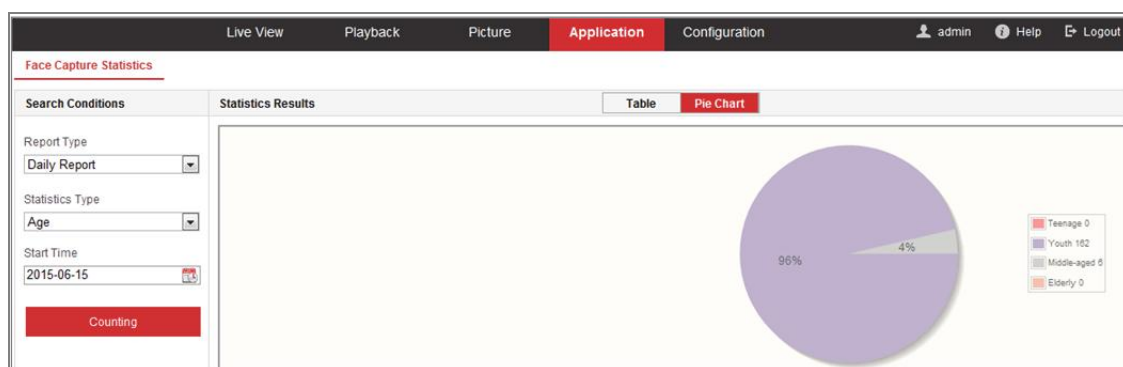 Live View Playback Picture Application Configuration admin Help Logout
Face Capture Statistics
Search Conditions
Statistics Results
Table Pie Chart
Report Type
Daily Report
Statistics Type
Age
Start Time
2015-06-15
Counting
96%
4%
Teenage 0
Youth 162
Middle-aged 6
Elderly 0